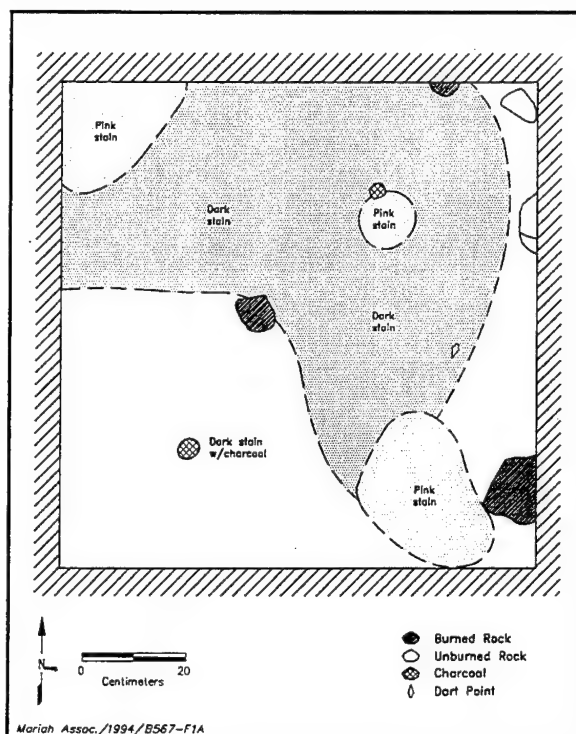 Pink
stain
Dark
stain
Pink
stain
Dark
stain
Dark stain
w/charcoal
Pink
stain
N
0 20
Centimeters
Burned Rock
Unburned Rock
Charcoal
Dart Point
Mariah Assoc./1994/B567-F1A